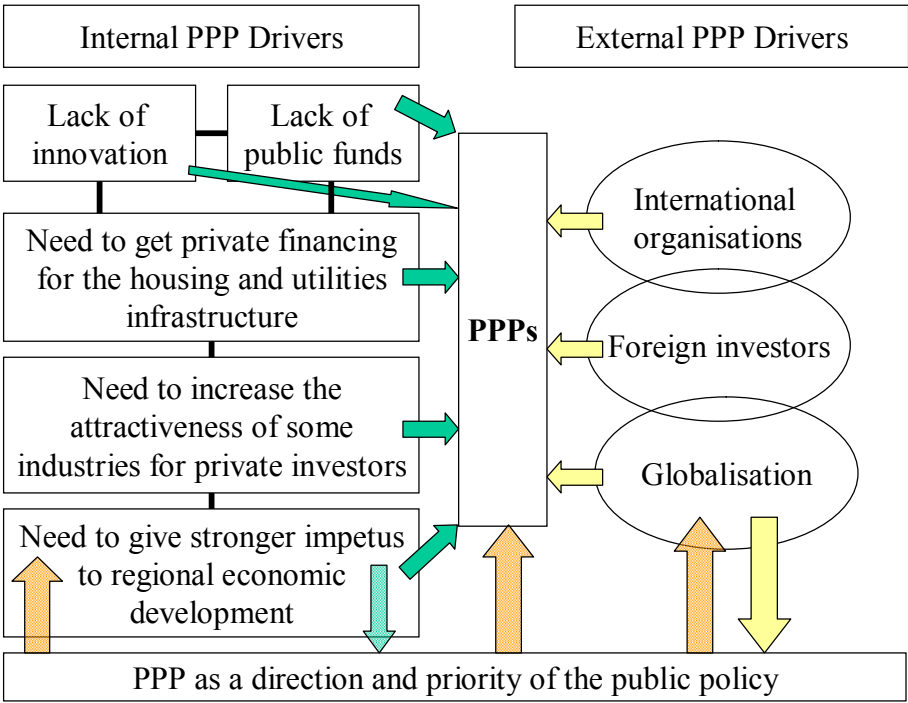 Internal PPP Drivers
External PPP Drivers
Lack of
innovation
Lack of
public funds
Need to get private financing
for the housing and utilities
infrastructure
Need to increase the
attractiveness of some
industries for private investors
Need to give stronger impetus
to regional economic
development
PPPs
International
organisations
Foreign investors
Globalisation
PPP as a direction and priority of the public policy